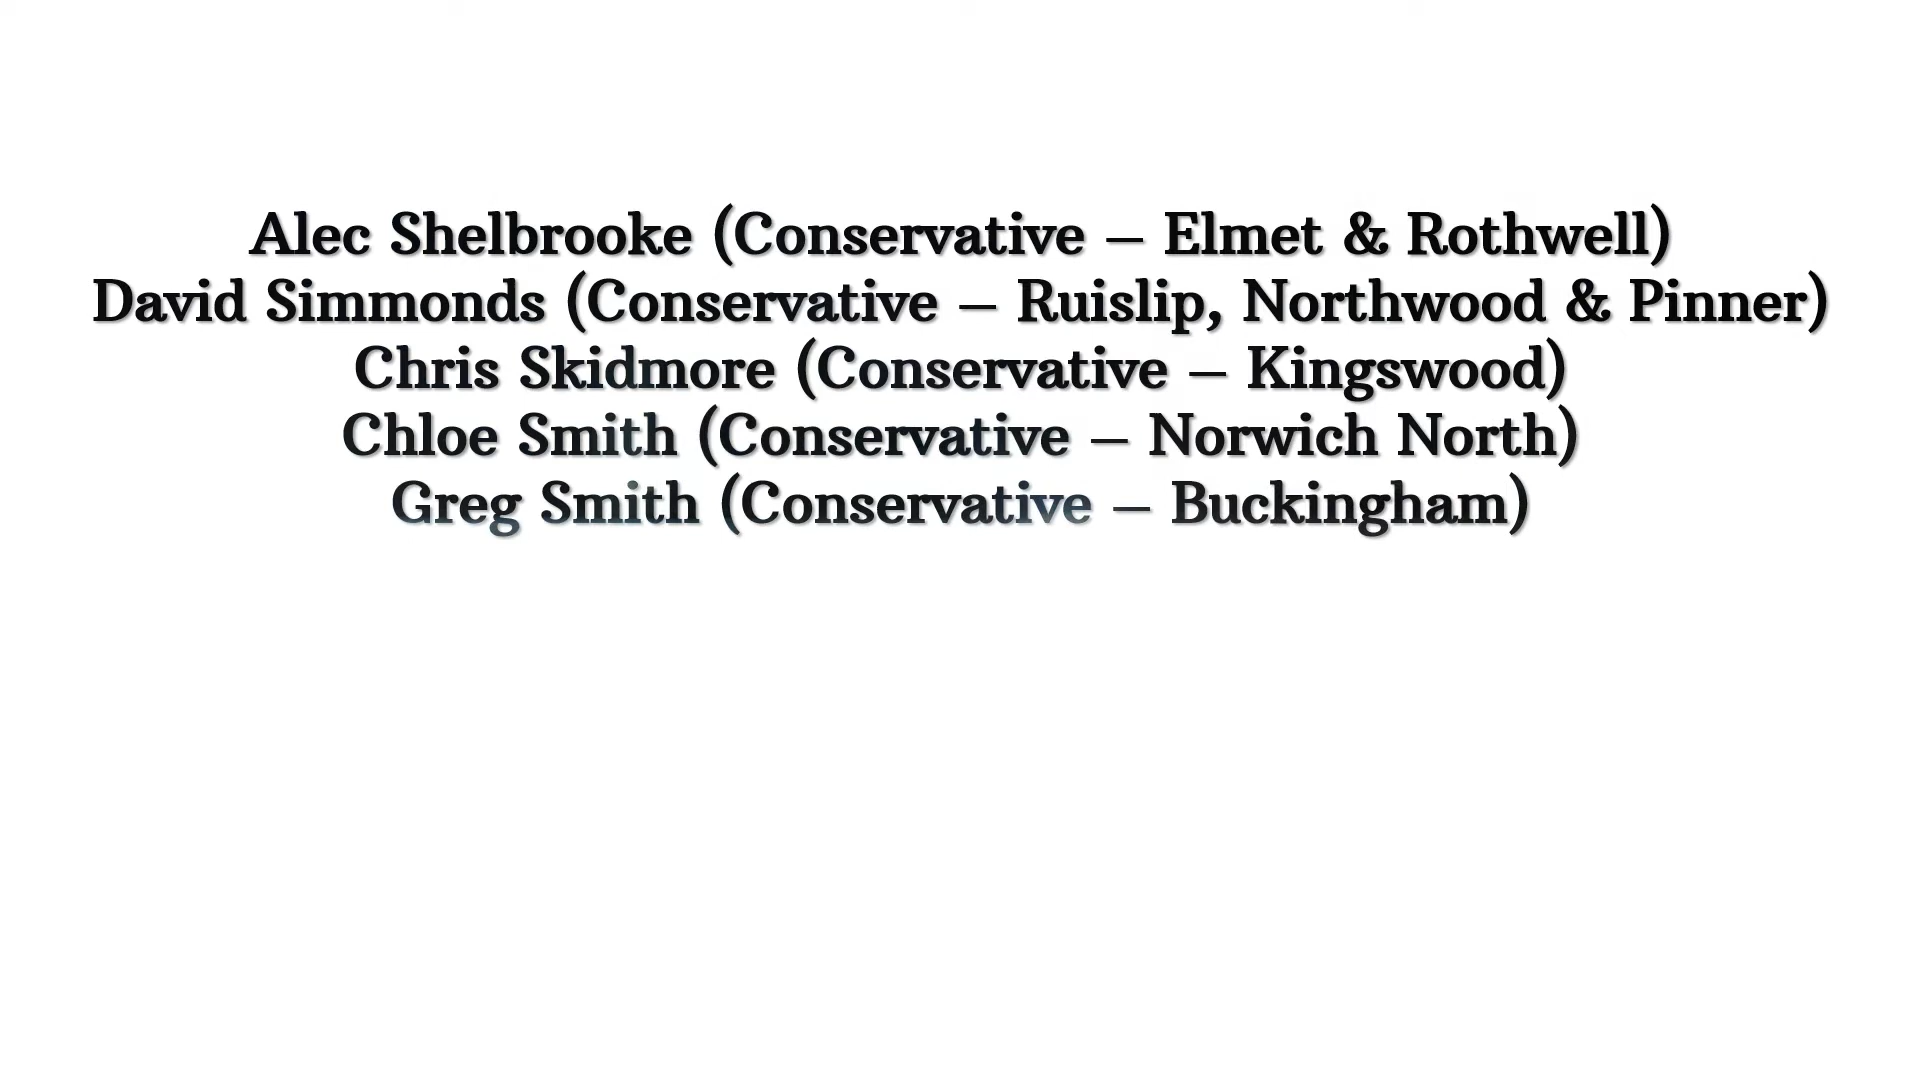 Alec Shelbrooke (Conservative – Elmet & Rothwell)
David Simmonds (Conservative – Ruislip, Northwood & Pinner)
Chris Skidmore (Conservative – Kingswood)
Chloe Smith (Conservative – Norwich North)
Greg Smith (Conservative – Buckingham)